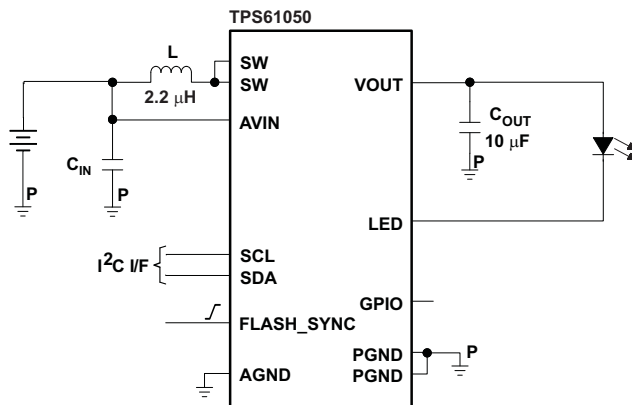 TPS61050
L
2.2 μH
SW
SW
AVIN
C_IN
P
P
I²C I/F
SCL
SDA
FLASH_SYNC
AGND
VOUT
C_OUT
10 μF
P
LED
GPIO
PGND
PGND
P